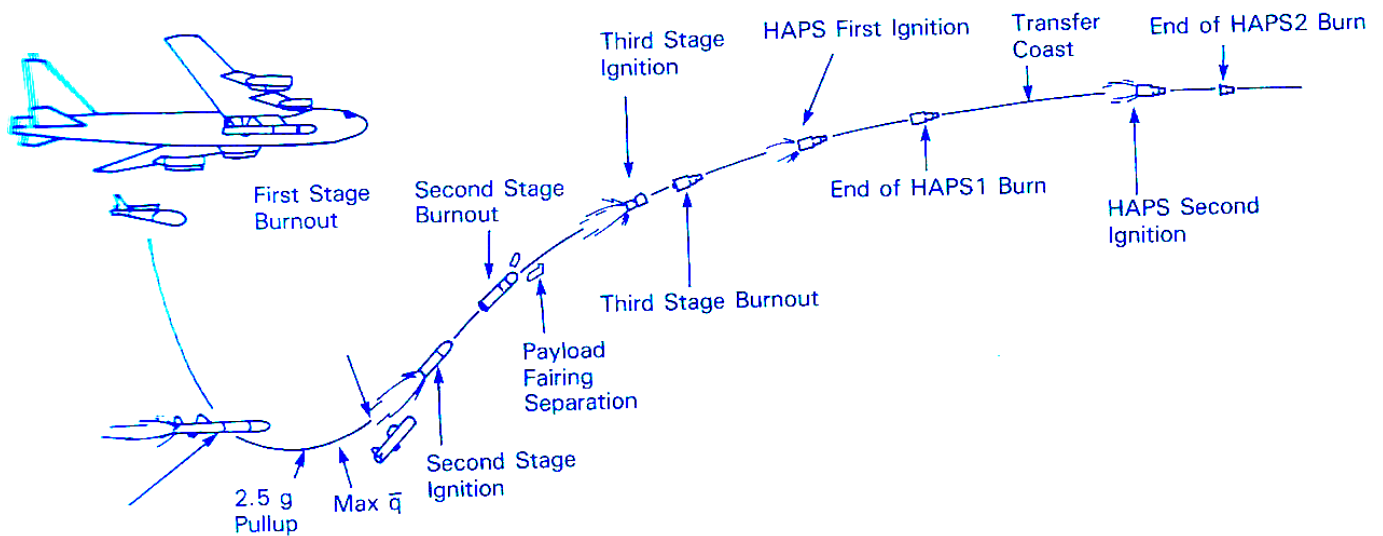 First Stage
Burnout
Second Stage
Burnout
Third Stage
Ignition
HAPS First Ignition
Transfer
Coast
End of HAPS2 Burn
End of HAPS1 Burn
HAPS Second
Ignition
Third Stage Burnout
Payload
Fairing
Separation
Second Stage
Ignition
2.5 g
Pullup
Max q̅